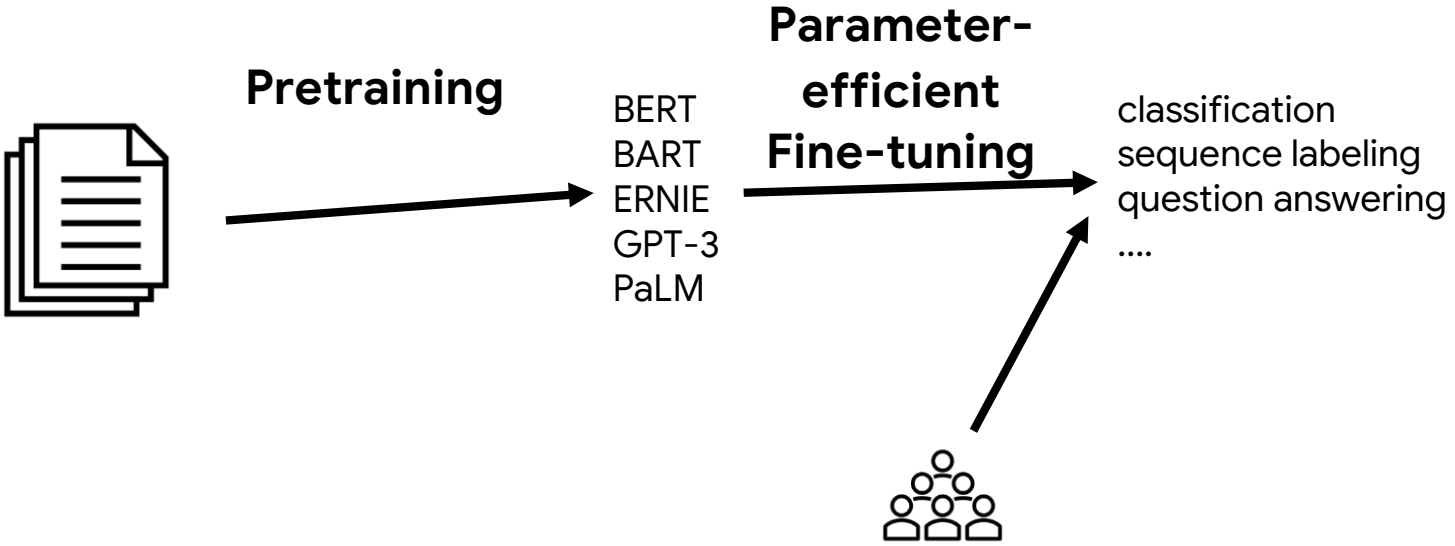 Pretraining
BERT
BART
ERNIE
GPT-3
PaLM
Parameter-
efficient
Fine-tuning
classification
sequence labeling
question answering
....